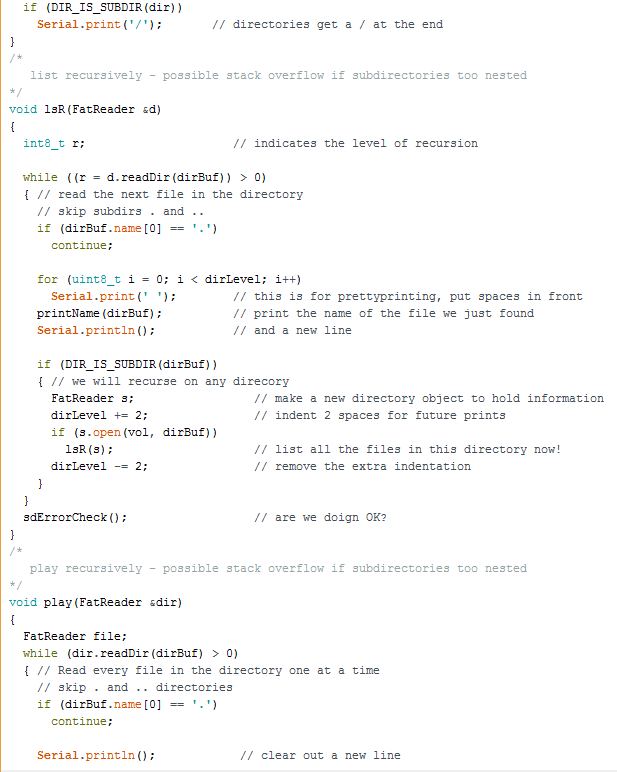 if (DIR_IS_SUBDIR(dir))
    Serial.print('/');       // directories get a / at the end
}
/*
   list recursively - possible stack overflow if subdirectories too nested
*/
void lsR(FatReader &d)
{
  int8_t r;                     // indicates the level of recursion

  while ((r = d.readDir(dirBuf)) > 0)
  { // read the next file in the directory
    // skip subdirs . and ..
    if (dirBuf.name[0] == '.')
      continue;

    for (uint8_t i = 0; i < dirLevel; i++)
      Serial.print(' ');        // this is for prettyprinting, put spaces in front
    printName(dirBuf);          // print the name of the file we just found
    Serial.println();           // and a new line

    if (DIR_IS_SUBDIR(dirBuf))
    { // we will recurse on any direcory
      FatReader s;                 // make a new directory object to hold information
      dirLevel += 2;               // indent 2 spaces for future prints
      if (s.open(vol, dirBuf))
        lsR(s);                    // list all the files in this directory now!
      dirLevel -= 2;               // remove the extra indentation
    }
  }
  sdErrorCheck();                  // are we doign OK?
}
/*
   play recursively - possible stack overflow if subdirectories too nested
*/
void play(FatReader &dir)
{
  FatReader file;
  while (dir.readDir(dirBuf) > 0)
  { // Read every file in the directory one at a time
    // skip . and .. directories
    if (dirBuf.name[0] == '.')
      continue;

    Serial.println();            // clear out a new line